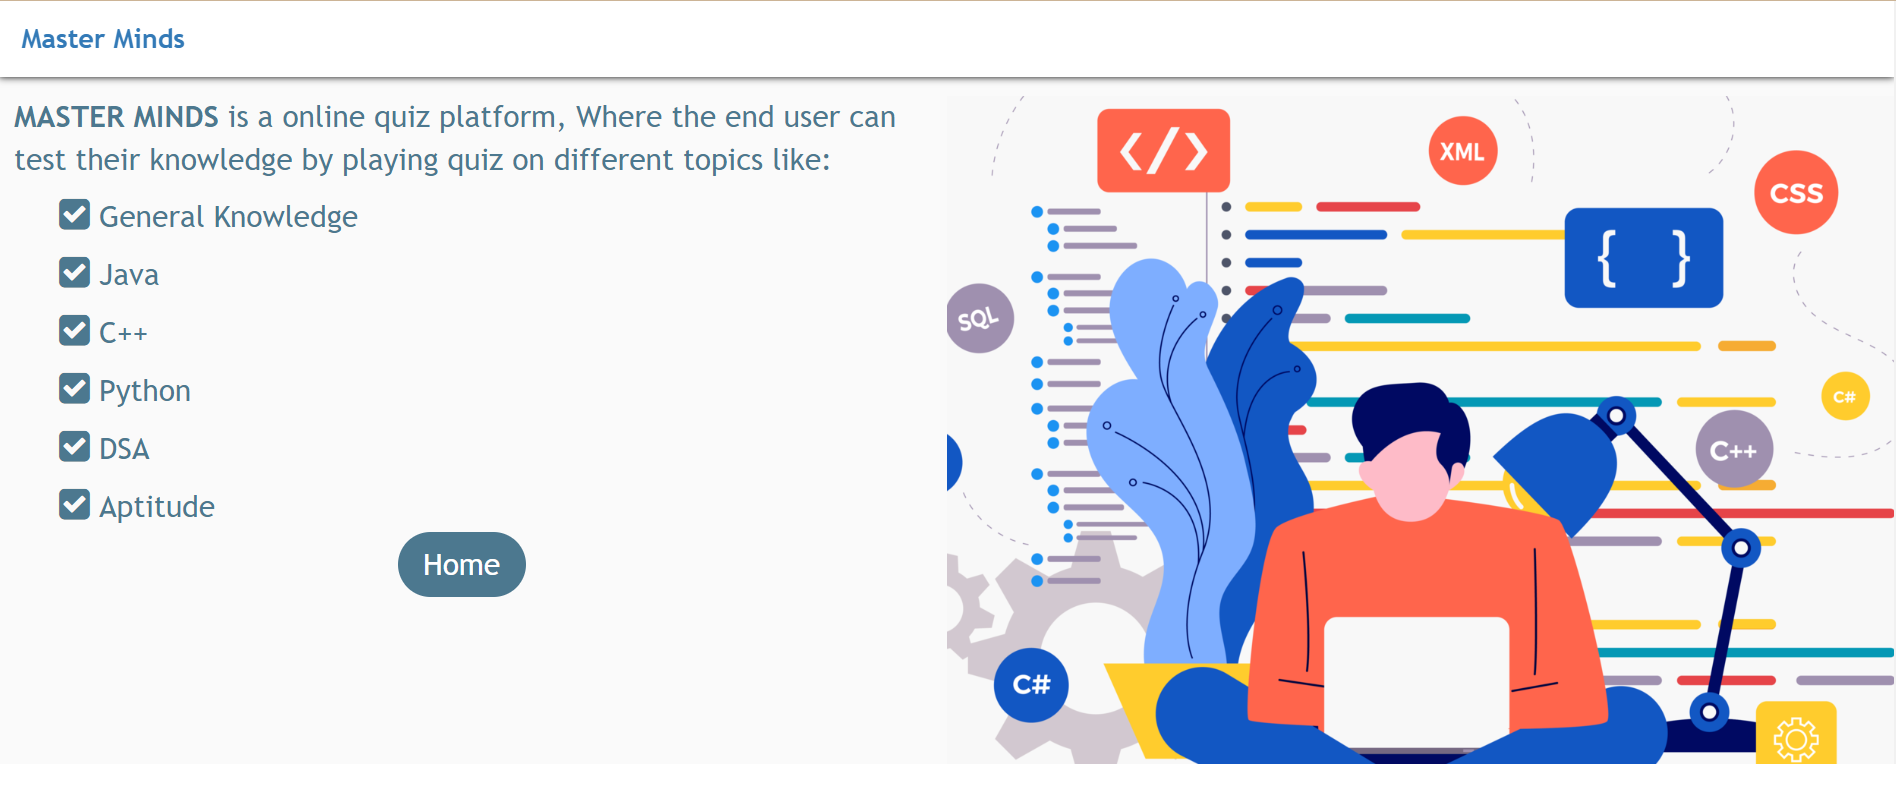 Master Minds
MASTER MINDS is a online quiz platform, Where the end user can
test their knowledge by playing quiz on different topics like:
General Knowledge
Java
C++
Python
DSA
Aptitude
Home
</>
XML
CSS
{ }
SQL
C#
C++
C#